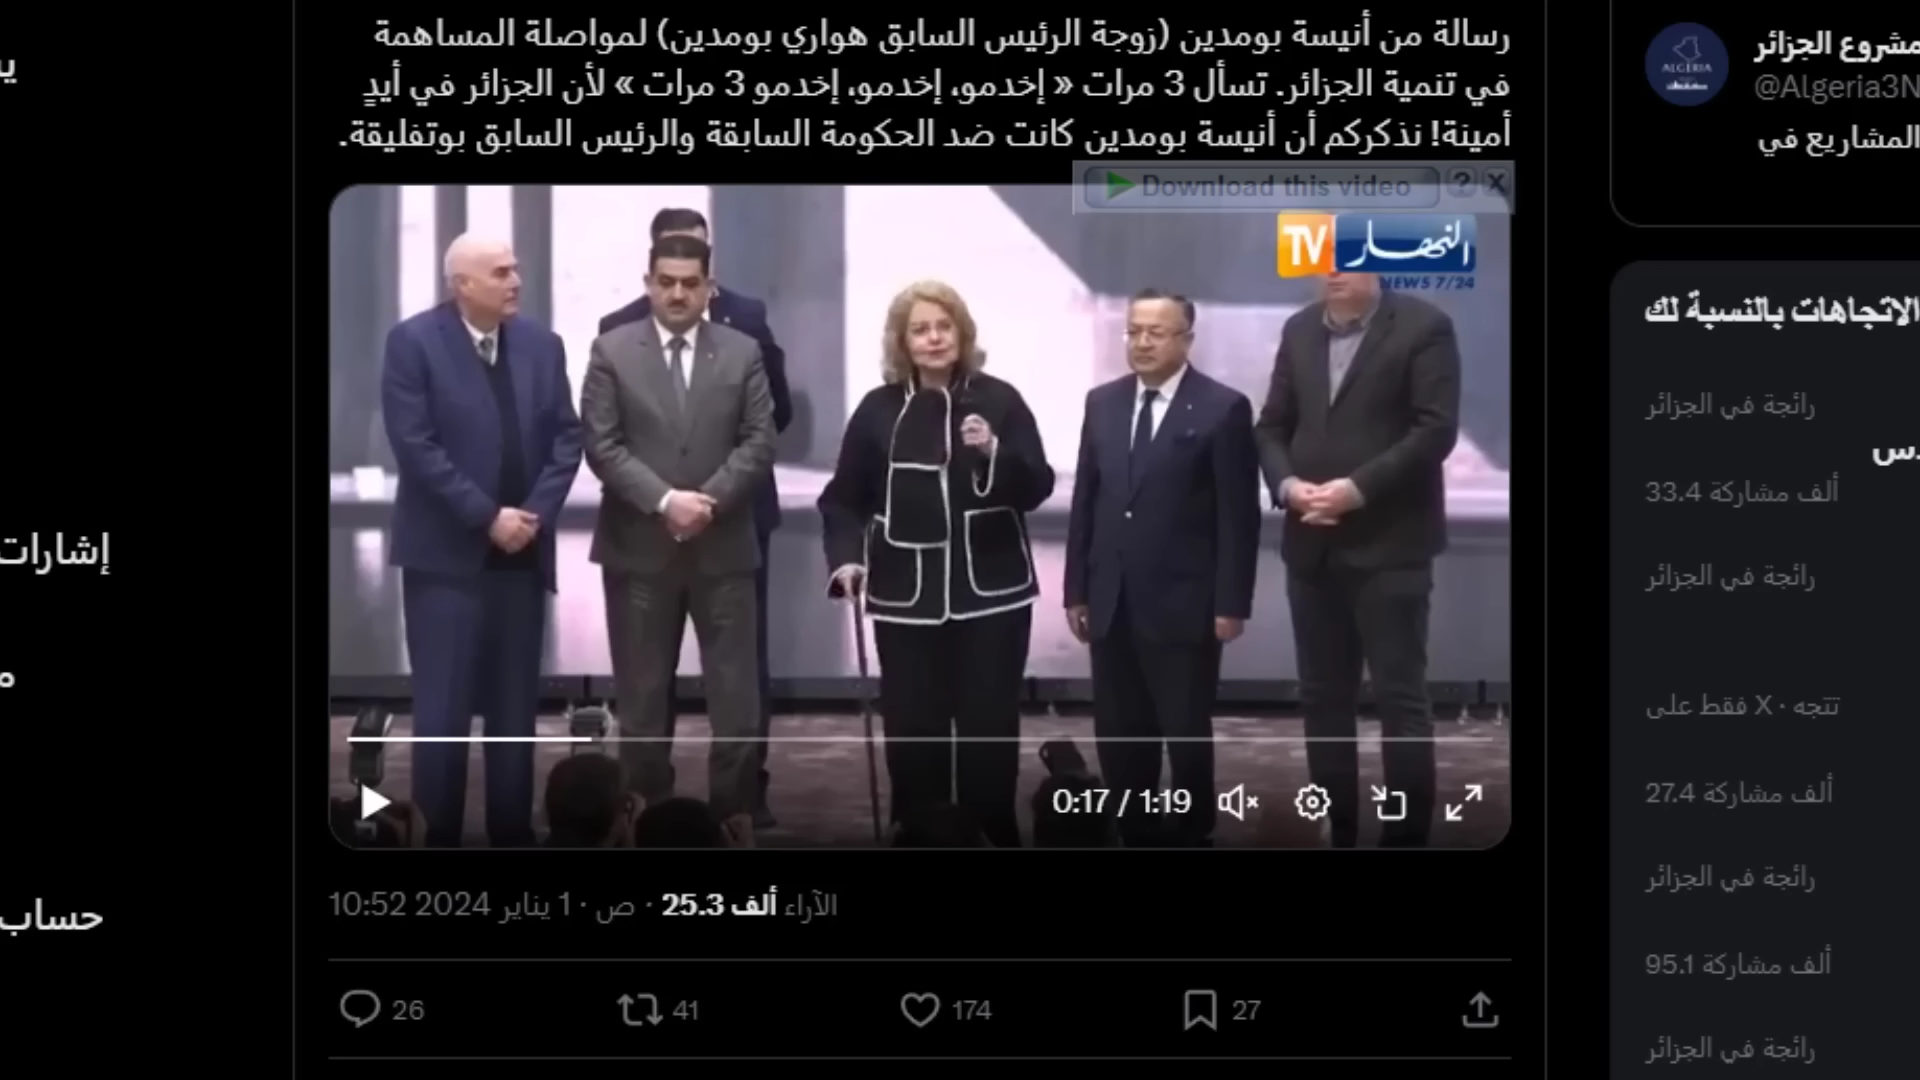 رسالة من أنيسة بومدين (زوجة الرئيس السابق هواري بومدين) لمواصلة المساهمة
في تنمية الجزائر. تسأل 3 مرات « إخدمو، إخدمو، إخدمو 3 مرات » لأن الجزائر في أيدٍ
أمينة! نذكركم أن أنيسة بومدين كانت ضد الحكومة السابقة والرئيس السابق بوتفليقة.
Download this video ? X
النهار TV
NEWS 7/24
0:17 / 1:19
10:52 ص · 1 يناير 2024 · 25.3 ألف الآراء
26 41 174 27
إشارات
حساب
ALGERIA
مشروع الجزائر
@Algeria3N
المشاريع في
الاتجاهات بالنسبة لك
رائجة في الجزائر
33.4 ألف مشاركة
رائجة في الجزائر
تتجه · X فقط على
27.4 ألف مشاركة
رائجة في الجزائر
95.1 ألف مشاركة
رائجة في الجزائر